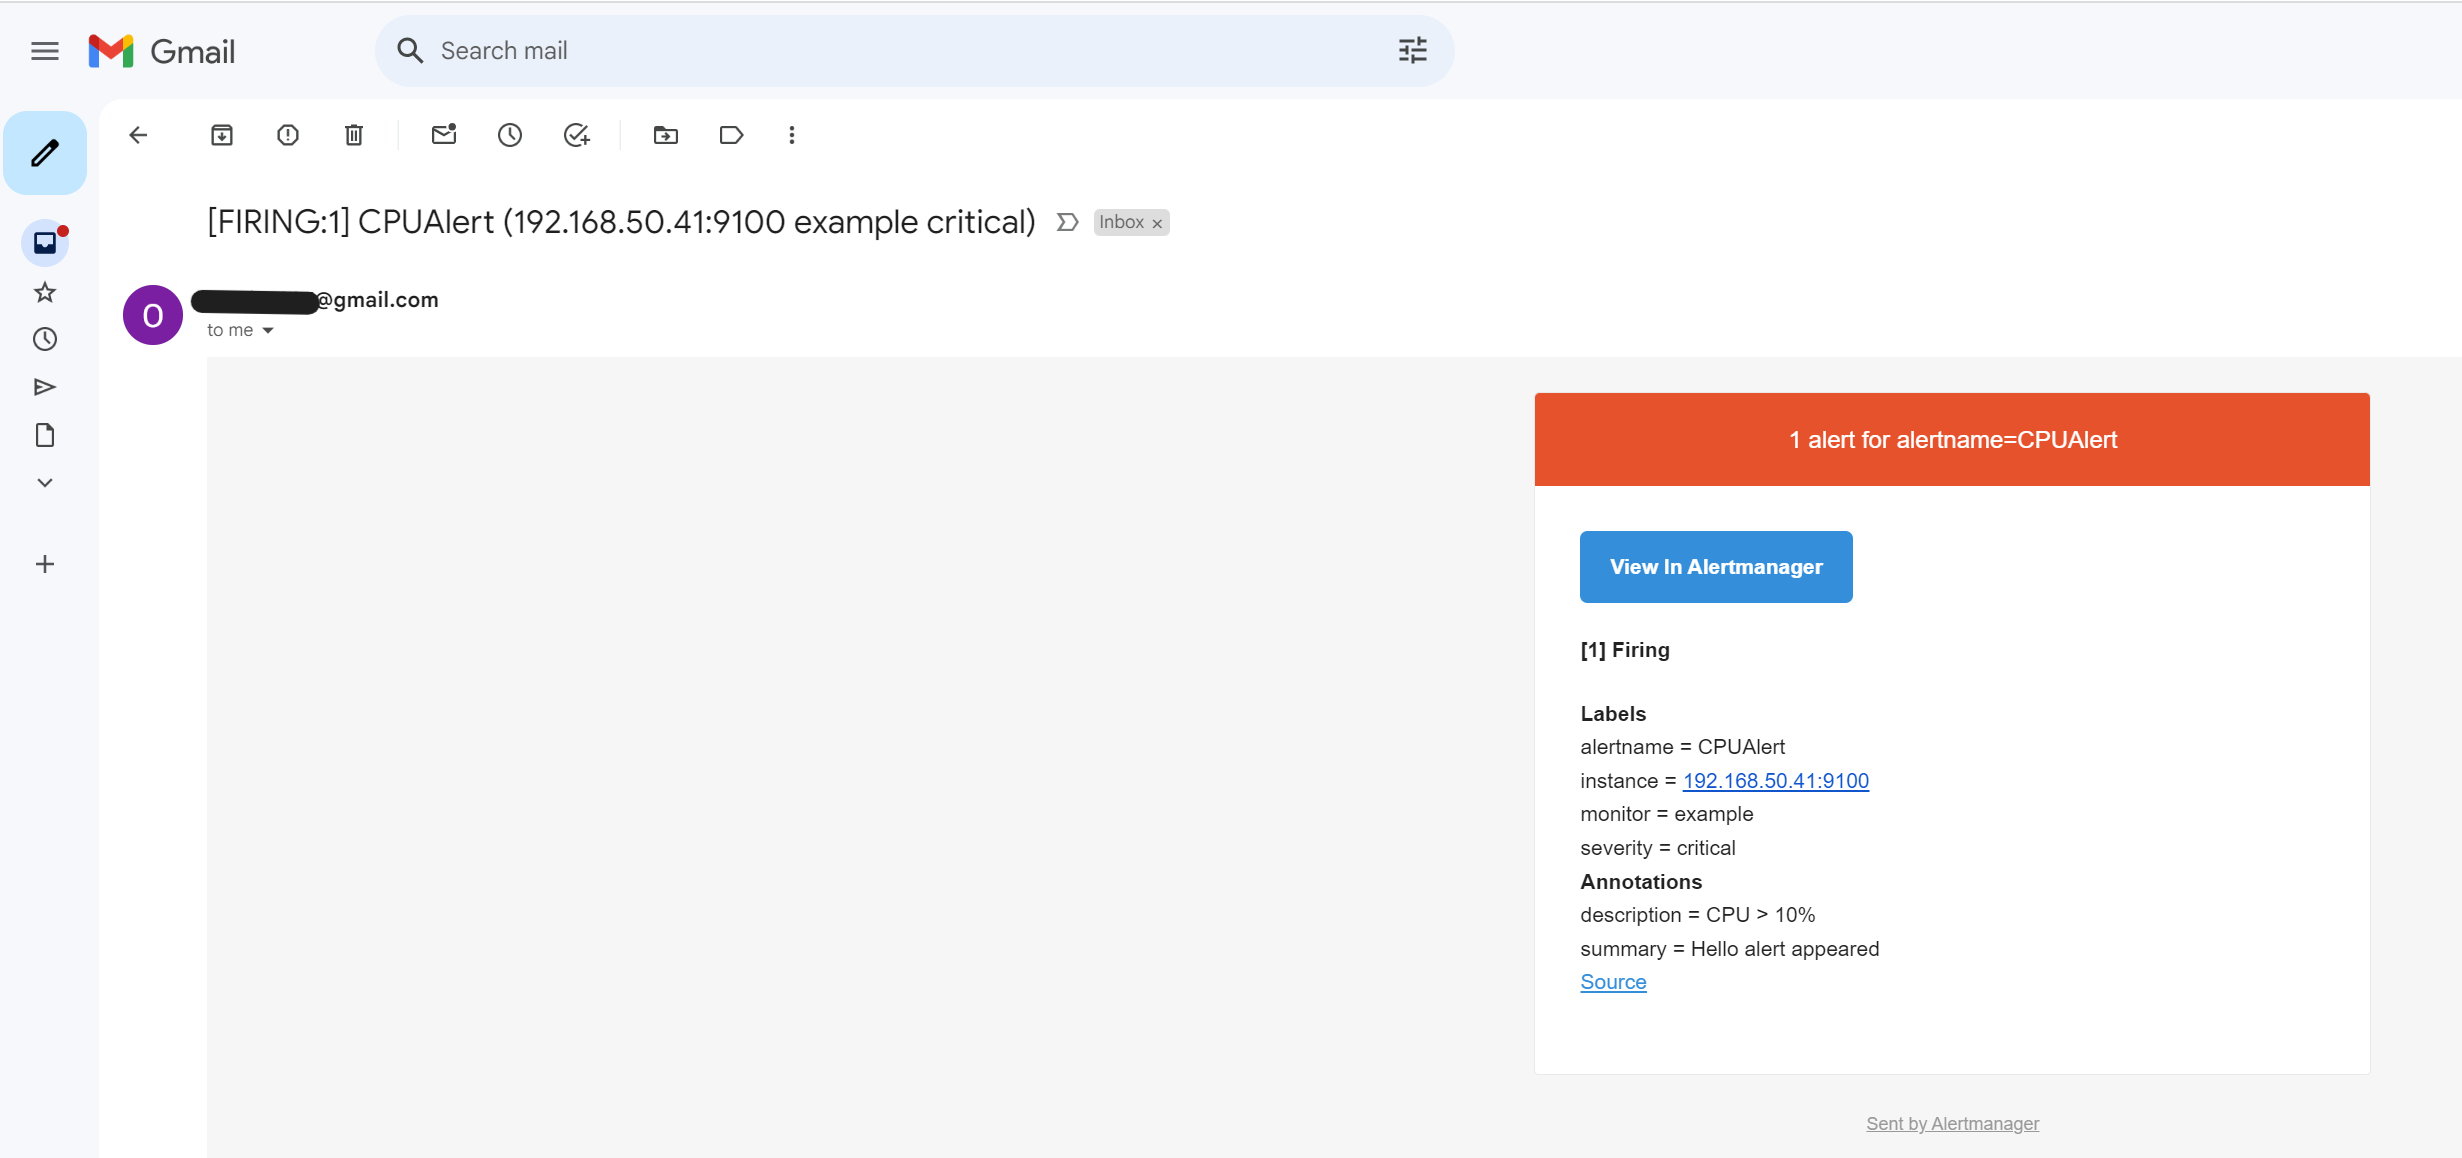 Gmail
Search mail
[FIRING:1] CPUAlert (192.168.50.41:9100 example critical)
Inbox ×
O
@gmail.com
to me
1 alert for alertname=CPUAlert
View In Alertmanager
[1] Firing
Labels
alertname = CPUAlert
instance = 192.168.50.41:9100
monitor = example
severity = critical
Annotations
description = CPU > 10%
summary = Hello alert appeared
Source
Sent by Alertmanager